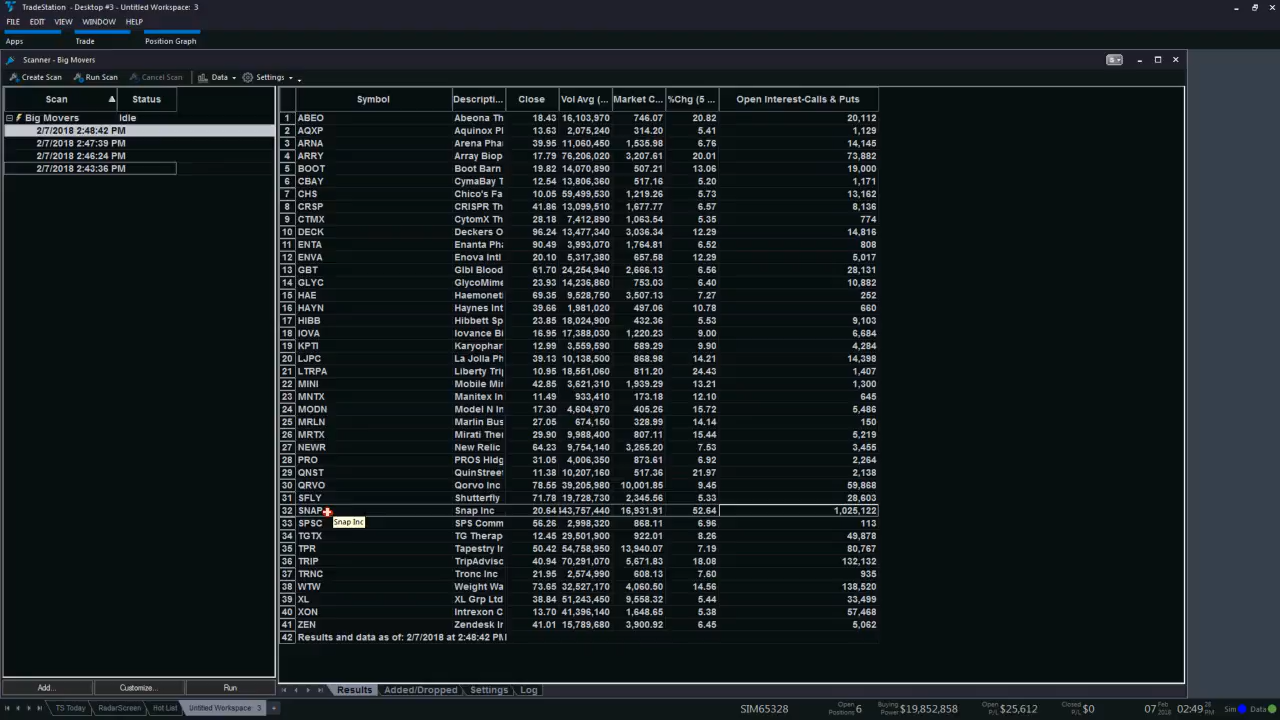 TradeStation - Desktop #3 - Untitled Workspace: 3
FILE EDIT VIEW WINDOW HELP
Apps Trade Position Graph
Scanner - Big Movers
Create Scan Run Scan Cancel Scan Data Settings
Scan Status
Big Movers Idle
2/7/2018 2:48:42 PM
2/7/2018 2:47:39 PM
2/7/2018 2:46:24 PM
2/7/2018 2:43:36 PM
Symbol Descripti... Close Vol Avg (... Market C... %Chg (5 ... Open Interest-Calls & Puts
1 ABEO Abeona Th 18.43 16,103,970 746.07 20.82 20,112
2 AQXP Aquinox Pl 13.63 2,075,240 314.20 5.41 1,129
3 ARNA Arena Phar 39.95 11,060,450 1,535.98 6.76 14,145
4 ARRY Array Biop 17.79 76,206,020 3,207.61 20.01 73,882
5 BOOT Boot Barn 19.82 14,070,890 507.21 13.06 19,000
6 CBAY CymaBay T 12.54 13,806,360 517.16 5.20 1,171
7 CHS Chico's Fa 10.05 59,499,530 1,219.26 5.73 13,162
8 CRSP CRISPR Th 41.86 13,099,510 1,677.77 6.57 8,136
9 CTMX CytomX Th 28.18 7,412,890 1,063.54 5.35 774
10 DECK Deckers O 96.24 13,477,340 3,036.34 12.29 14,816
11 ENTA Enanta Pha 90.49 3,993,070 1,764.81 6.52 808
12 ENVA Enova Intl 20.10 5,317,380 657.58 12.29 5,017
13 GBT Glbl Blood 61.70 24,254,940 2,666.13 6.56 28,131
14 GLYC GlycoMime 23.93 14,236,860 753.03 6.40 10,882
15 HAE Haemoneti 69.35 9,528,750 3,507.13 7.27 252
16 HAYN Haynes Int 39.66 1,981,020 497.06 10.78 660
17 HIBB Hibbett Sp 23.85 18,024,900 432.36 5.53 9,103
18 IOVA Iovance Bi 16.95 17,388,030 1,220.23 9.00 6,684
19 KPTI Karyophar 12.99 3,559,590 589.29 9.90 4,284
20 LJPC La Jolla Ph 39.13 10,138,500 868.98 14.21 14,398
21 LTRPA Liberty Trip 10.95 18,551,060 811.20 24.43 1,407
22 MINI Mobile Min 42.85 3,621,310 1,939.29 13.21 1,300
23 MNTX Manitex In 11.49 933,410 173.18 12.10 645
24 MODN Model N In 17.30 4,604,970 405.26 15.72 5,486
25 MRLN Marlin Bus 27.05 674,150 328.99 14.14 150
26 MRTX Mirati Ther 29.90 9,988,400 807.11 15.44 5,219
27 NEWR New Relic 64.23 9,754,140 3,265.20 7.53 3,455
28 PRO PROS Hldg 31.05 4,006,350 873.61 6.92 2,264
29 QNST QuinStreet 11.38 10,207,160 517.36 21.97 2,138
30 QRVO Qorvo Inc 78.55 39,205,980 10,001.85 9.45 59,868
31 SFLY Shutterfly 71.78 19,728,730 2,345.56 5.33 28,603
32 SNAP Snap Inc 20.64 43,757,440 16,931.91 52.64 1,025,122
Snap Inc
33 SPSC SPS Comm 56.26 2,998,320 868.11 6.96 113
34 TGTX TG Therap 12.45 29,501,900 922.01 8.26 49,878
35 TPR Tapestry I 50.42 54,758,950 13,940.07 7.19 80,767
36 TRIP TripAdvisc 40.94 70,291,070 5,671.83 18.08 132,132
37 TRNC Tronc Inc 21.95 2,574,990 608.13 7.60 935
38 WTW Weight Wa 73.65 32,527,170 4,060.50 14.56 138,520
39 XL XL Grp Ltd 38.84 51,243,450 9,558.32 5.44 33,499
40 XON Intrexon C 13.70 41,396,140 1,648.65 5.38 57,468
41 ZEN Zendesk I 41.01 15,789,680 3,900.92 6.45 5,062
42 Results and data as of: 2/7/2018 at 2:48:42 PM
Add... Customize... Run Results Added/Dropped Settings Log
TS Today RadarScreen Hot List Untitled Workspace: 3 SIM65328 Open Positions 6 Buying Power $19,852,858 Open P/L $25,612 Closed P/L $0 07 Feb 2018 02:49 28 PM Sim Data